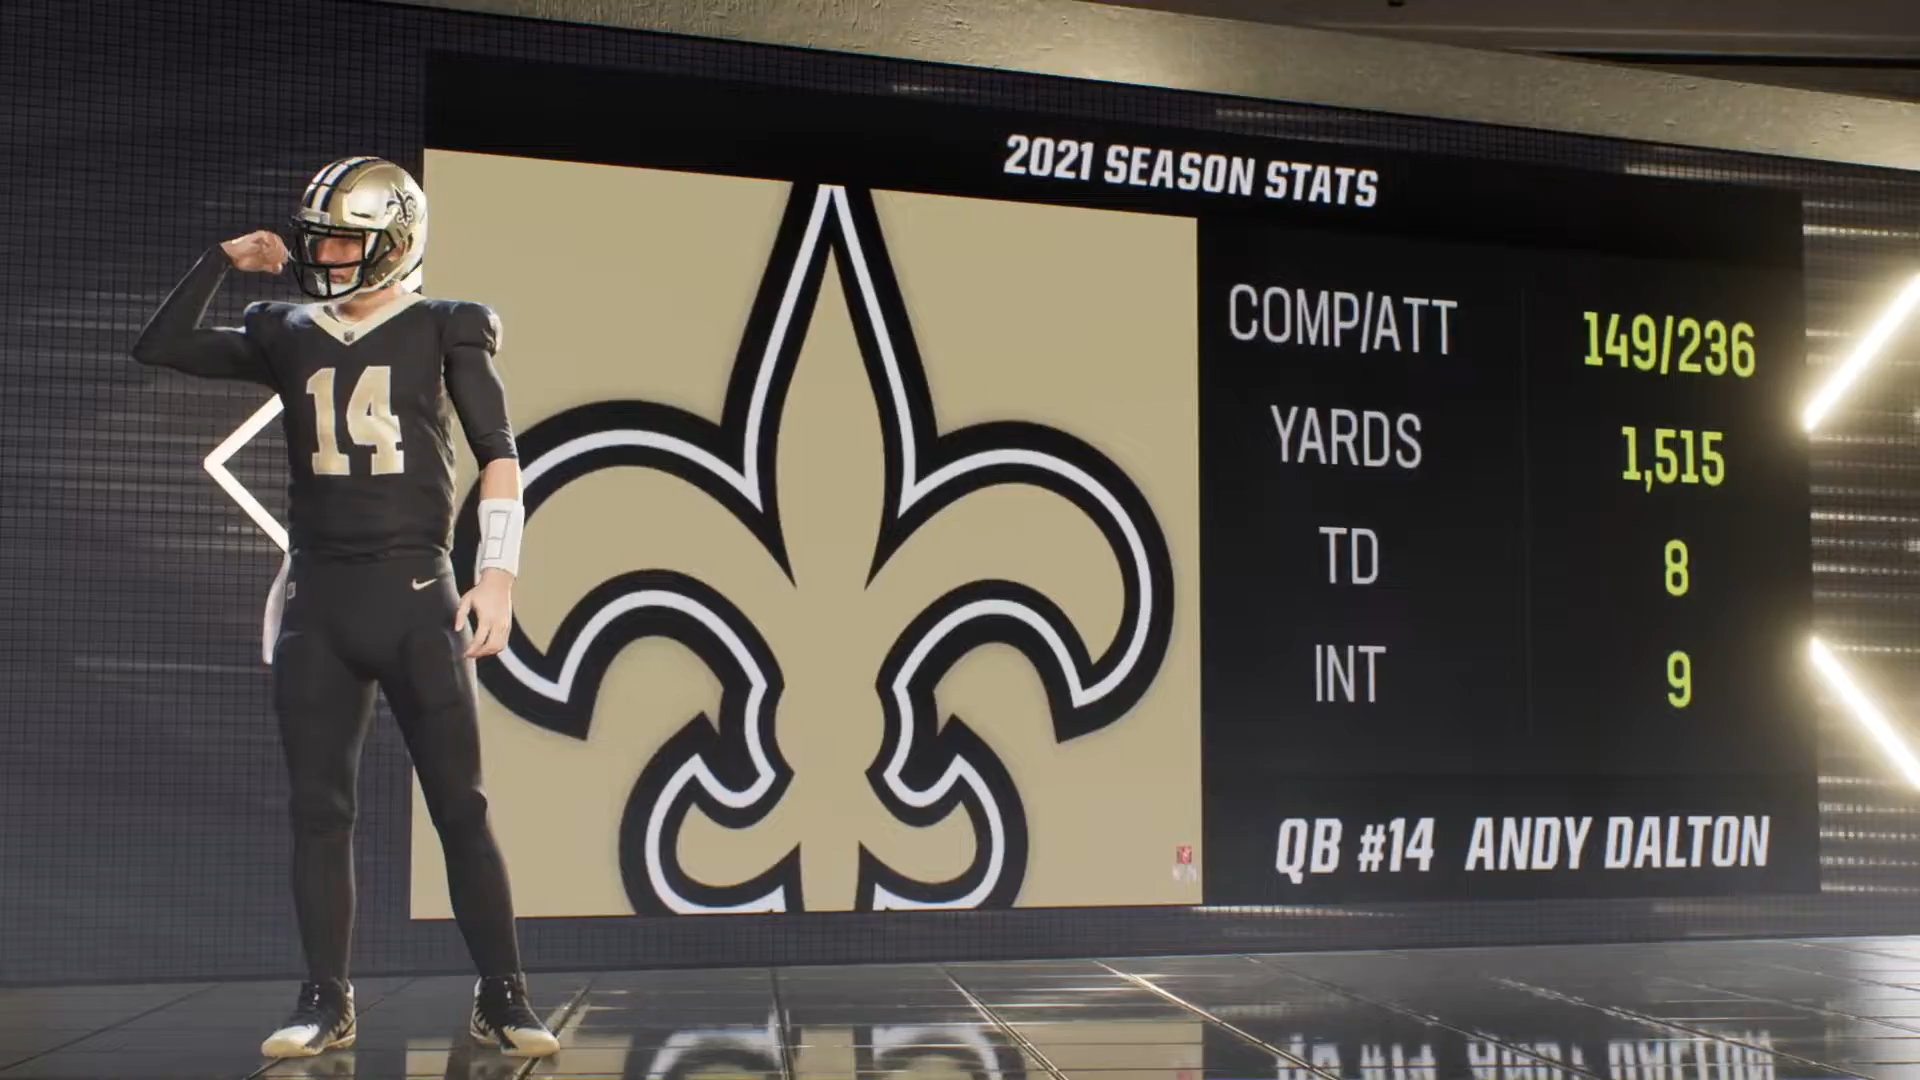 2021 SEASON STATS
COMP/ATT 149/236
YARDS 1,515
TD 8
INT 9
QB #14 ANDY DALTON
14